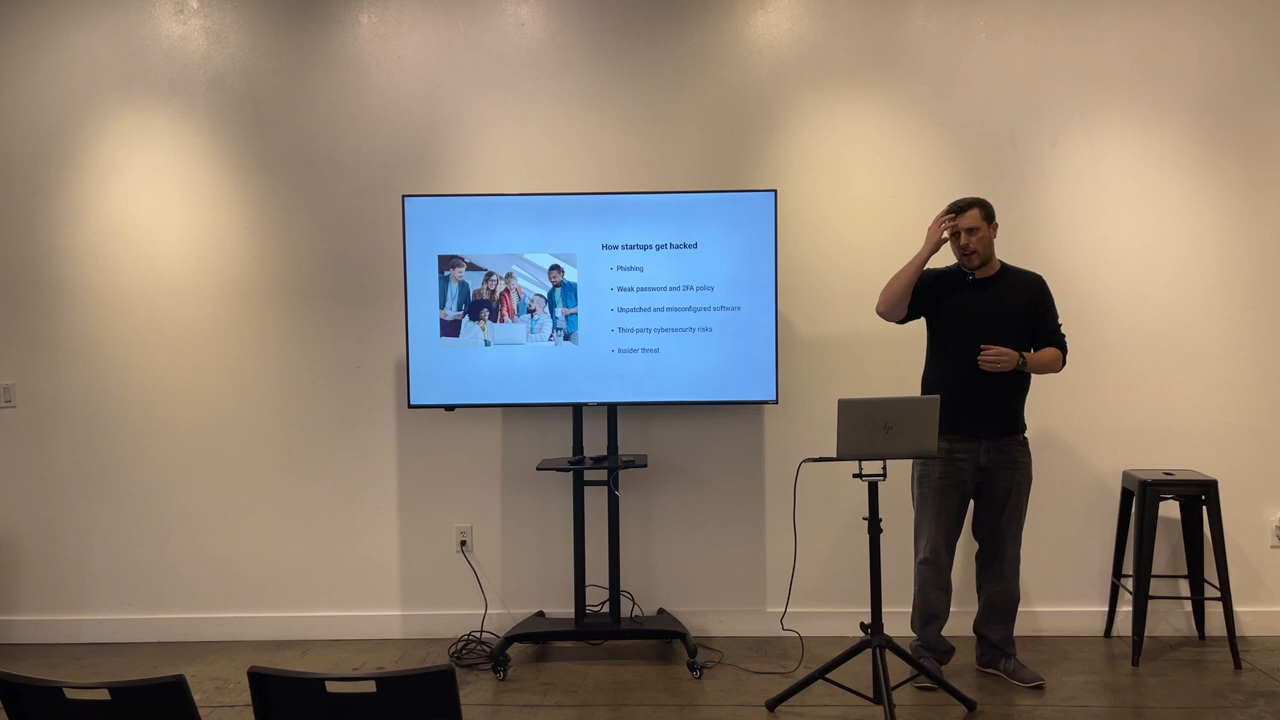 How startups get hacked
• Phishing
• Weak password and 2FA policy
• Unpatched and misconfigured software
• Third-party cybersecurity risks
• Insider threat
hp